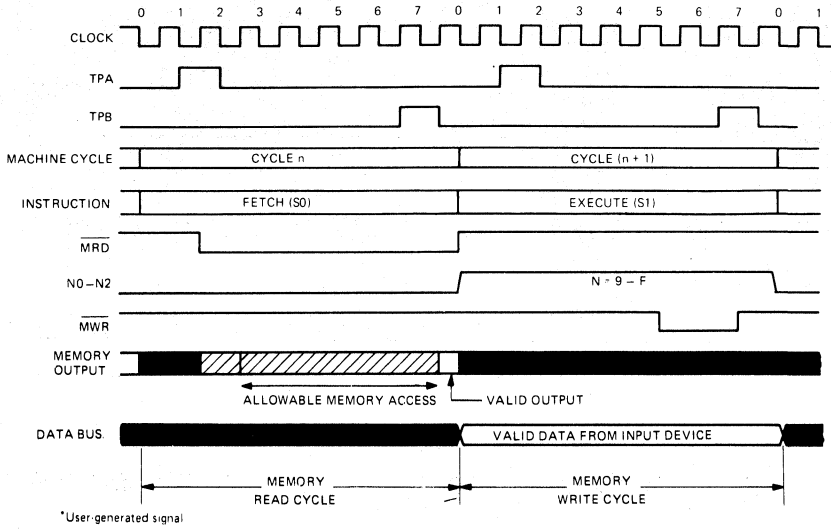 0 1 2 3 4 5 6 7 0 1 2 3 4 5 6 7 0 1
CLOCK
TPA
TPB
MACHINE CYCLE CYCLE n CYCLE (n + 1)
INSTRUCTION FETCH (S0) EXECUTE (S1)
MRD
N0–N2 N = 9 – F
MWR
MEMORY
OUTPUT
ALLOWABLE MEMORY ACCESS VALID OUTPUT
DATA BUS VALID DATA FROM INPUT DEVICE
MEMORY
READ CYCLE
MEMORY
WRITE CYCLE
*User-generated signal